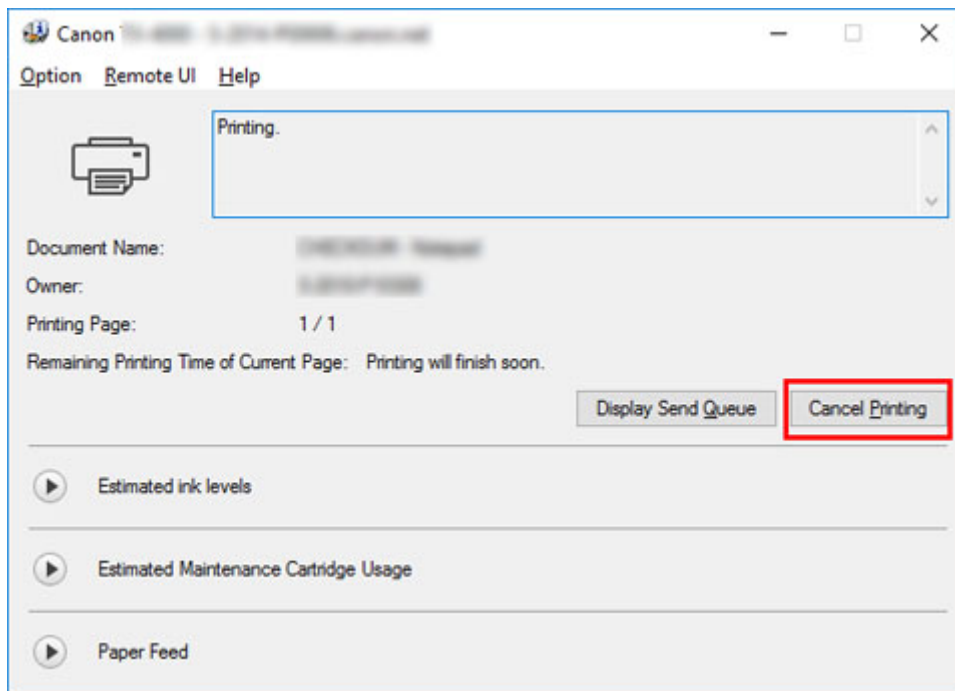 Canon
Option Remote UI Help
Printing.
Document Name:
Owner:
Printing Page: 1 / 1
Remaining Printing Time of Current Page: Printing will finish soon.
Display Send Queue Cancel Printing
Estimated ink levels
Estimated Maintenance Cartridge Usage
Paper Feed